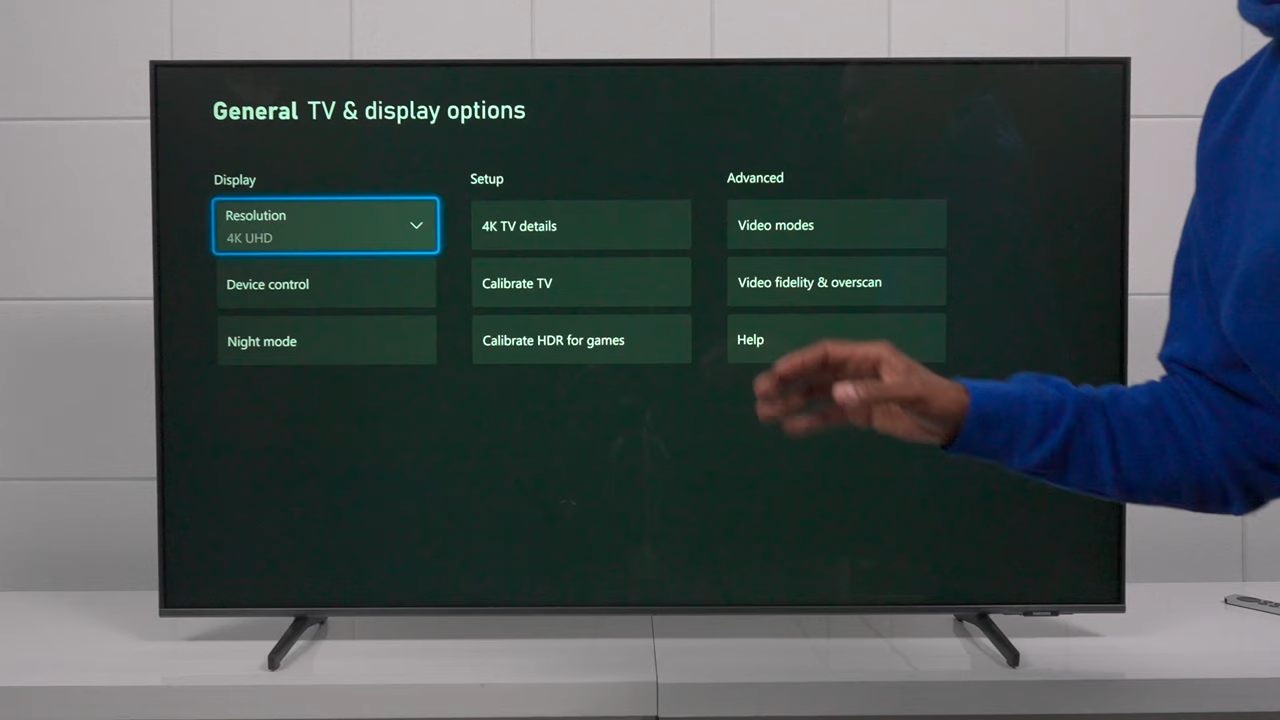 General TV & display options
Display
Resolution
4K UHD
Device control
Night mode
Setup
4K TV details
Calibrate TV
Calibrate HDR for games
Advanced
Video modes
Video fidelity & overscan
Help